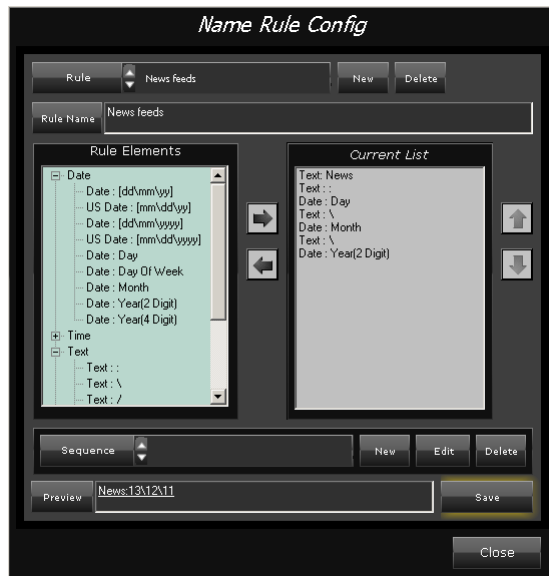 Name Rule Config
Rule News feeds New Delete
Rule Name News feeds
Rule Elements
Date
Date : [dd\mm\yy]
US Date : [mm\dd\yy]
Date : [dd\mm\yyyy]
US Date : [mm\dd\yyyy]
Date : Day
Date : Day Of Week
Date : Month
Date : Year(2 Digit)
Date : Year(4 Digit)
Time
Text
Text : :
Text : \
Text : /
Current List
Text: News
Text : :
Date : Day
Text : \
Date : Month
Text : \
Date : Year(2 Digit)
Sequence New Edit Delete
Preview News:13\12\11 Save
Close